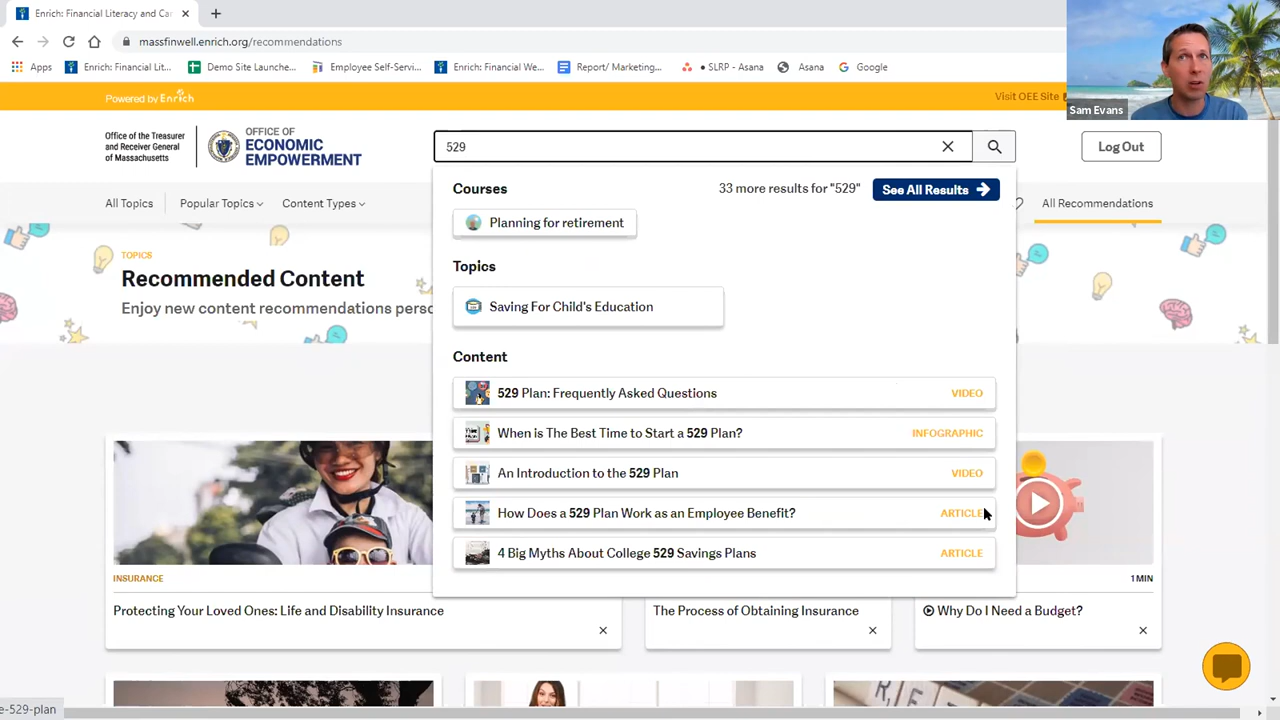 Enrich: Financial Literacy and Ca
massfinwell.enrich.org/recommendations
Apps
Enrich: Financial Lit...
Demo Site Launche...
Employee Self-Servi...
Enrich: Financial We...
Report/ Marketing...
• SLRP - Asana
Asana
Google
Sam Evans
Powered by Enrich
Visit OEE Site
Office of the Treasurer
and Receiver General
of Massachusetts
OFFICE OF
ECONOMIC
EMPOWERMENT
529
Log Out
All Topics
Popular Topics
Content Types
All Recommendations
Courses
33 more results for "529"
See All Results
Planning for retirement
Topics
Saving For Child's Education
Content
529 Plan: Frequently Asked Questions
VIDEO
When is The Best Time to Start a 529 Plan?
INFOGRAPHIC
An Introduction to the 529 Plan
VIDEO
How Does a 529 Plan Work as an Employee Benefit?
ARTICLE
4 Big Myths About College 529 Savings Plans
ARTICLE
TOPICS
Recommended Content
Enjoy new content recommendations perso
INSURANCE
1 MIN
Protecting Your Loved Ones: Life and Disability Insurance
The Process of Obtaining Insurance
Why Do I Need a Budget?
e-529-plan